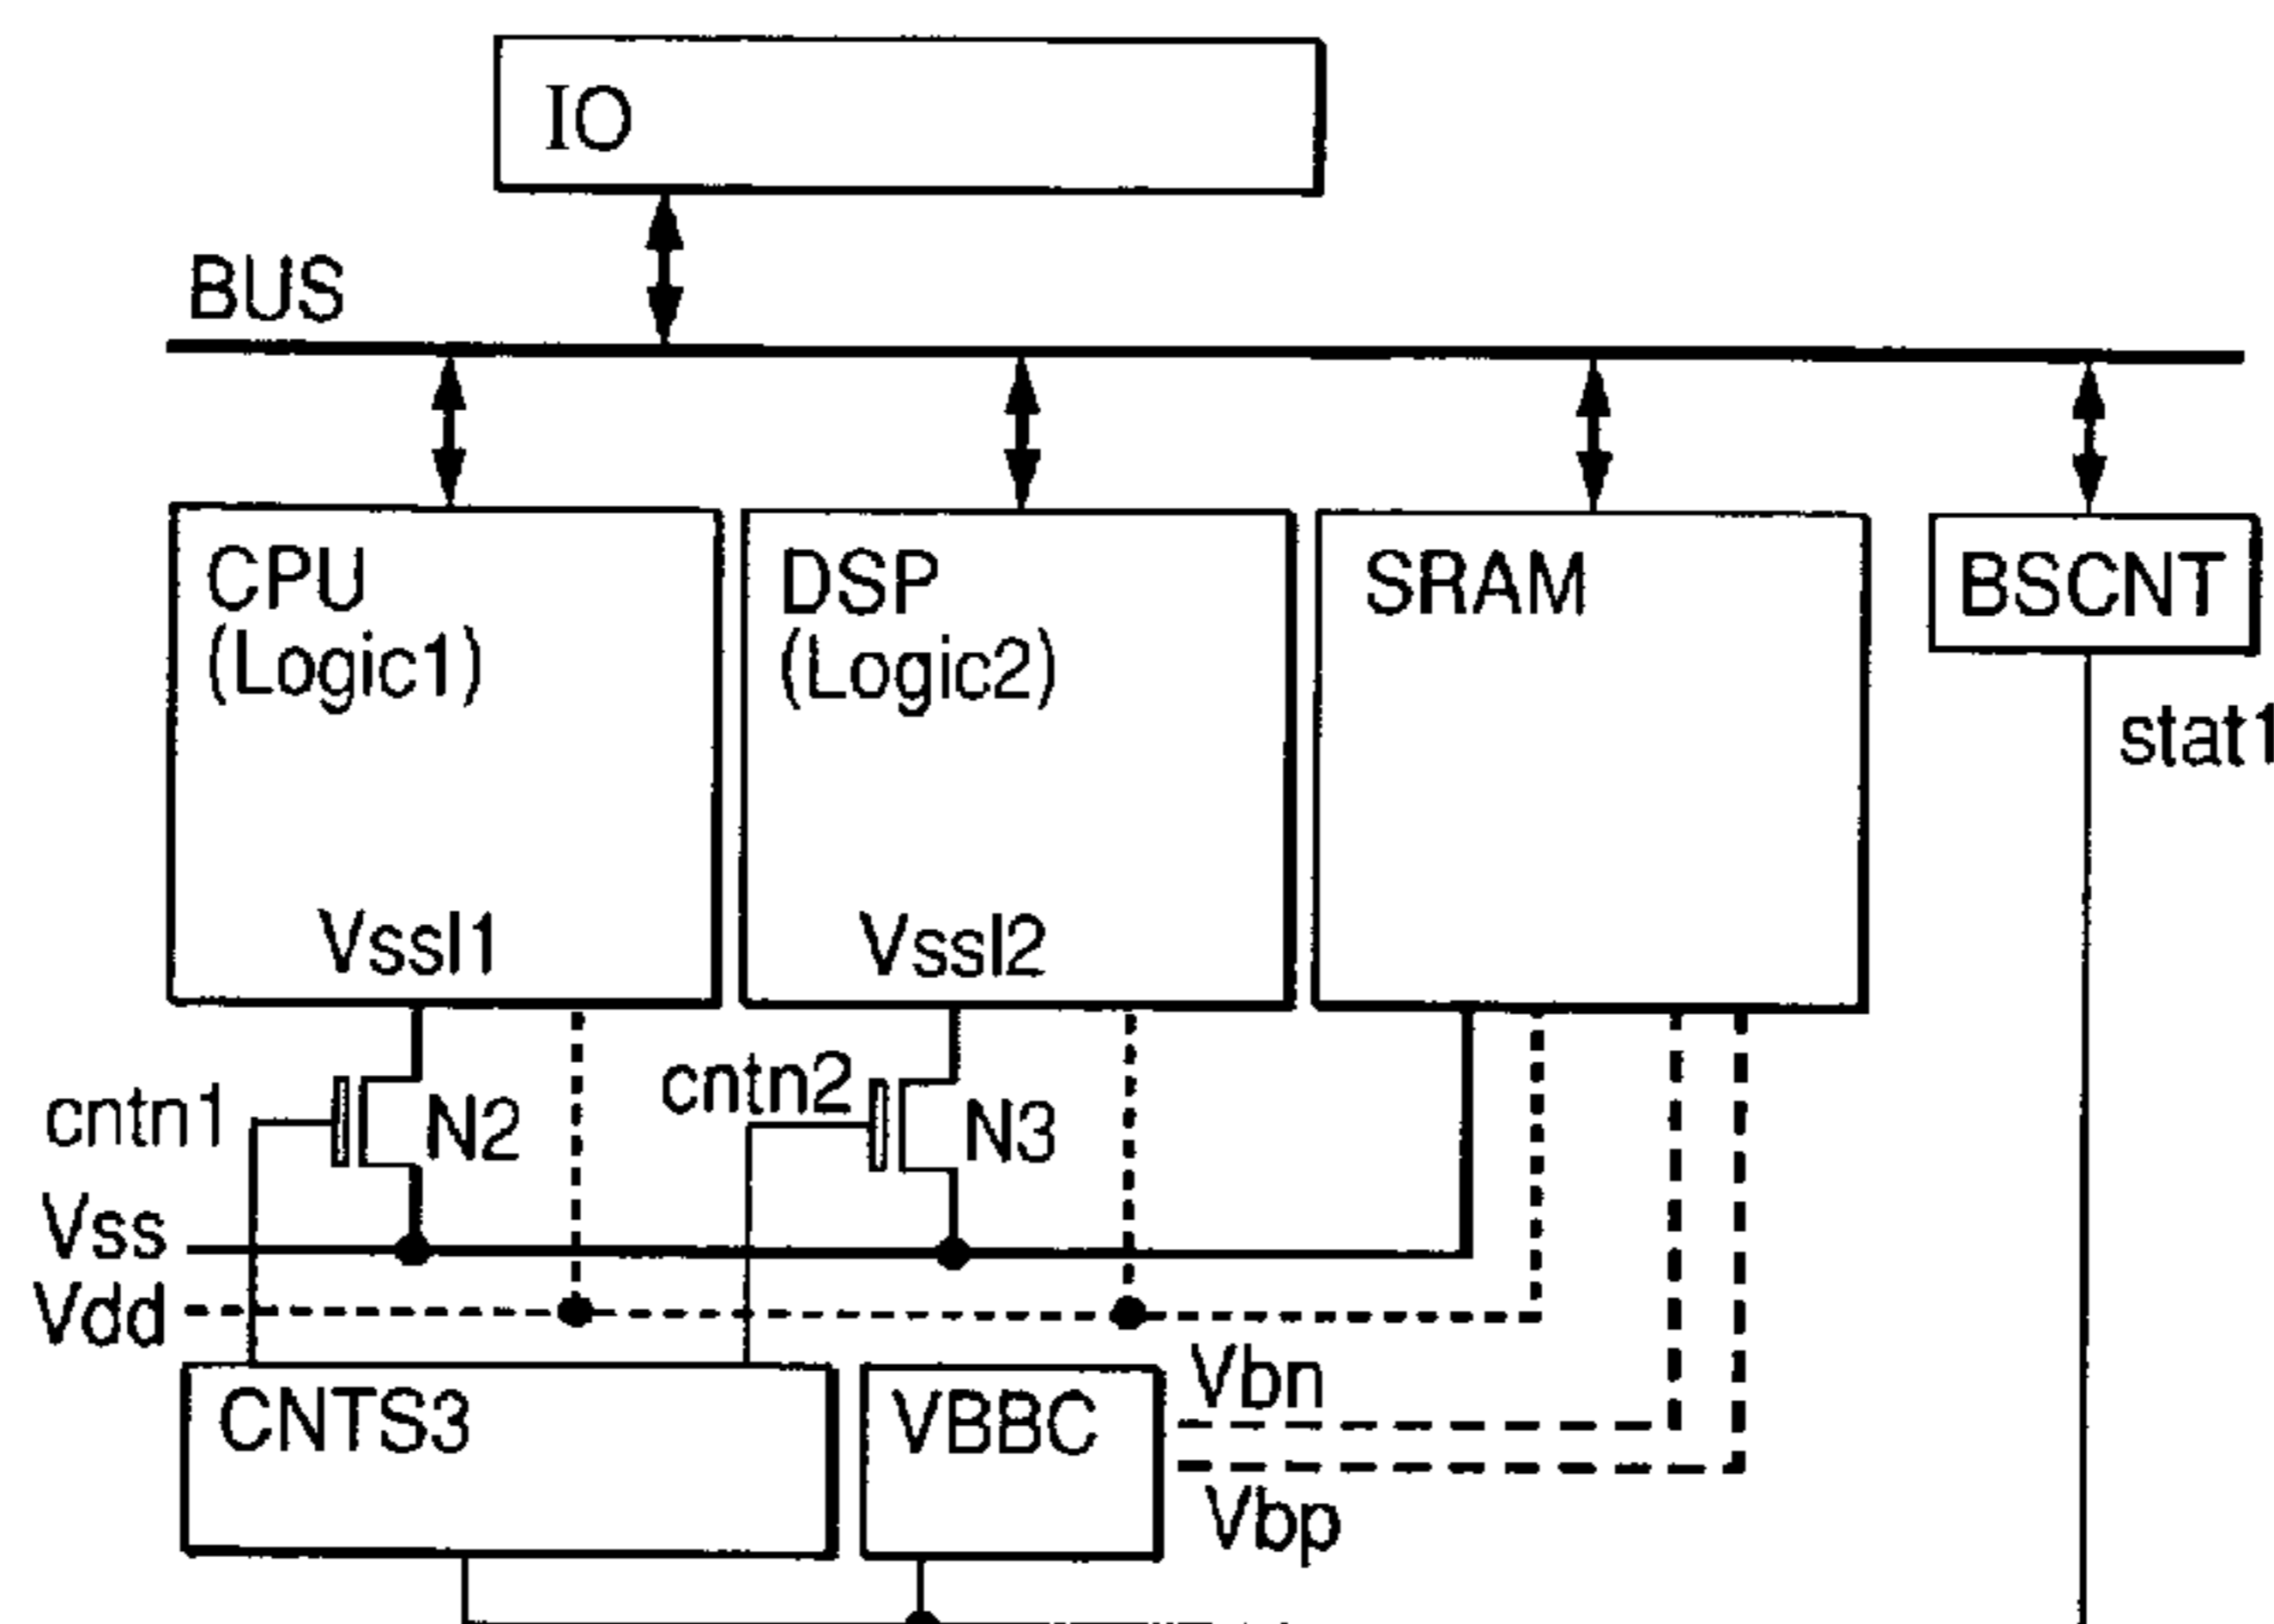 IO
BUS
CPU
(Logic1)
DSP
(Logic2)
SRAM
BSCNT
stat1
Vssl1
Vssl2
cntn1
N2
cntn2
N3
Vss
Vdd
CNTS3
VBBC
Vbn
Vbp